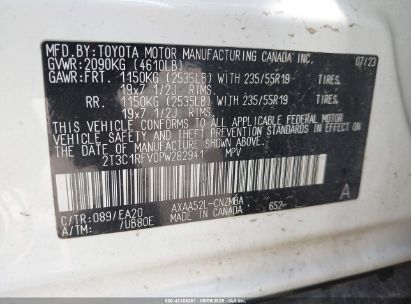 MFD.BY:TOYOTA MOTOR MANUFACTURING CANADA INC.
GVWR:2090KG (4610LB) 07/23
GAWR:FRT. 1150KG (2535LB) WITH 235/55R19
19x7 1/2J RIMS,
RR. 1150KG (2535LB) WITH 235/55R19
19x7 1/2J RIMS,
THIS VEHICLE CONFORMS TO ALL APPLICABLE FEDERAL MOTOR
VEHICLE SAFETY AND THEFT PREVENTION STANDARDS
IN EFFECT ON THE DATE OF MANUFACTURE SHOWN ABOVE.
2T3C1RFV0PW282941 MPV
C/TR:089/EA20 AXAA52L-CNZMBA A
A/TM: /UB80E MADE IN CANADA 652-